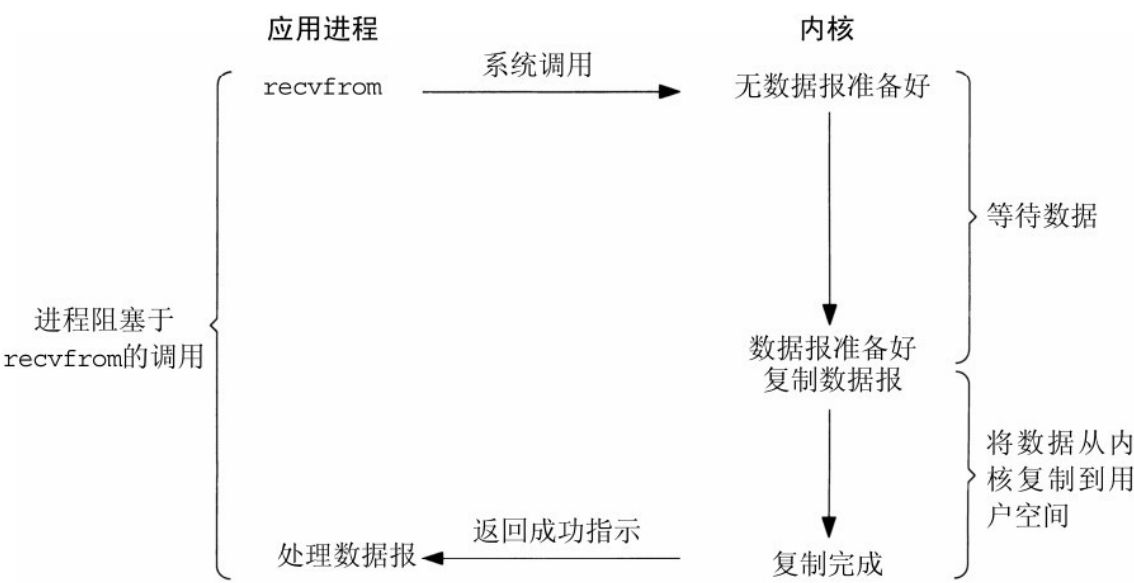 应用进程
内核
系统调用
recvfrom
无数据报准备好
等待数据
进程阻塞于
recvfrom的调用
数据报准备好
复制数据报
将数据从内
核复制到用
户空间
返回成功指示
处理数据报
复制完成